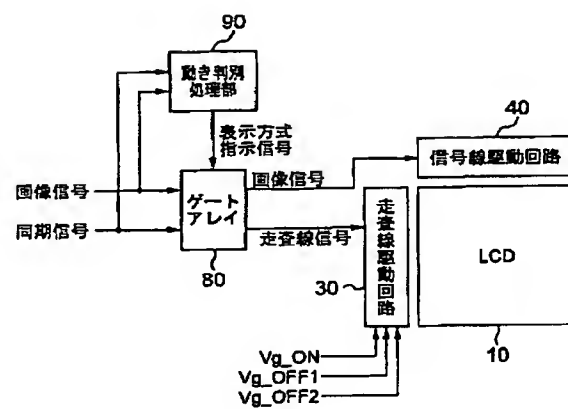 90
動き判別
処理部
表示方式
指示信号
40
信号線駆動回路
画像信号
画像信号
同期信号
ゲート
アレイ
走査線信号
80
走査線駆動回路
30
LCD
10
Vg_ON
Vg_OFF1
Vg_OFF2